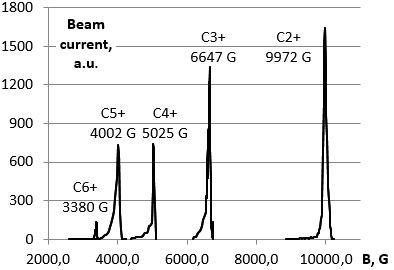 1800
1500
1200
900
600
300
0
Beam
current,
a.u.
C6+
3380 G
C5+
4002 G
C4+
5025 G
C3+
6647 G
C2+
9972 G
2000,0 4000,0 6000,0 8000,0 10000,0 B, G